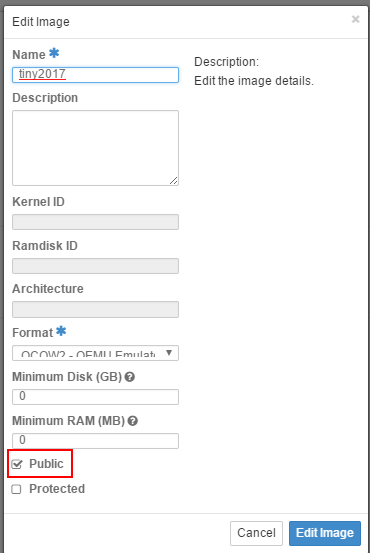 Edit Image ×
Name ✱
tiny2017
Description
Kernel ID
Ramdisk ID
Architecture
Format ✱
QCOW2 - QEMU Emulato
Minimum Disk (GB)
0
Minimum RAM (MB)
0
Public
Protected
Description:
Edit the image details.
Cancel Edit Image